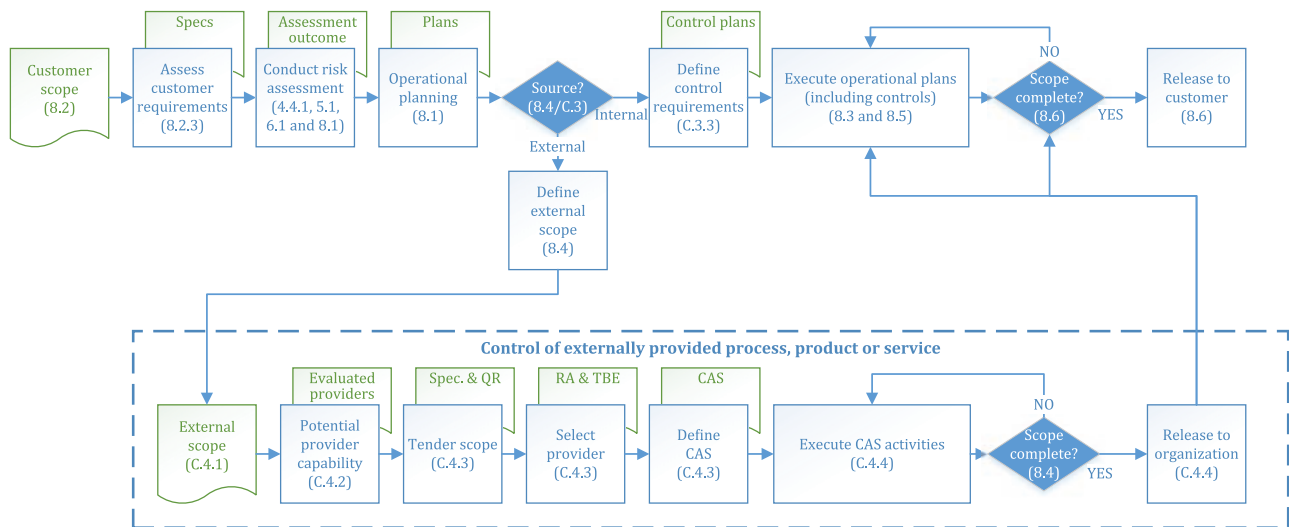 Specs
Assessment
outcome
Plans
Control plans
Customer
scope
(8.2)
Assess
customer
requirements
(8.2.3)
Conduct risk
assessment
(4.4.1, 5.1,
6.1 and 8.1)
Operational
planning
(8.1)
Source?
(8.4/C.3)
Internal
External
Define
control
requirements
(C.3.3)
Execute operational plans
(including controls)
(8.3 and 8.5)
NO
Scope
complete?
(8.6)
YES
Release to
customer
(8.6)
Define
external
scope
(8.4)
Control of externally provided process, product or service
Evaluated
providers
Spec. & QR
RA & TBE
CAS
External
scope
(C.4.1)
Potential
provider
capability
(C.4.2)
Tender scope
(C.4.3)
Select
provider
(C.4.3)
Define
CAS
(C.4.3)
Execute CAS activities
(C.4.4)
NO
Scope
complete?
(8.4)
YES
Release to
organization
(C.4.4)